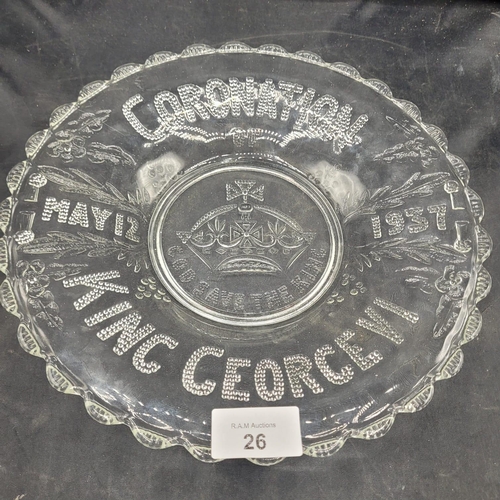 CORONATION
OF
MAY 12 1937
GOD SAVE THE KING
KING GEORGE VI
R.A.M Auctions
26